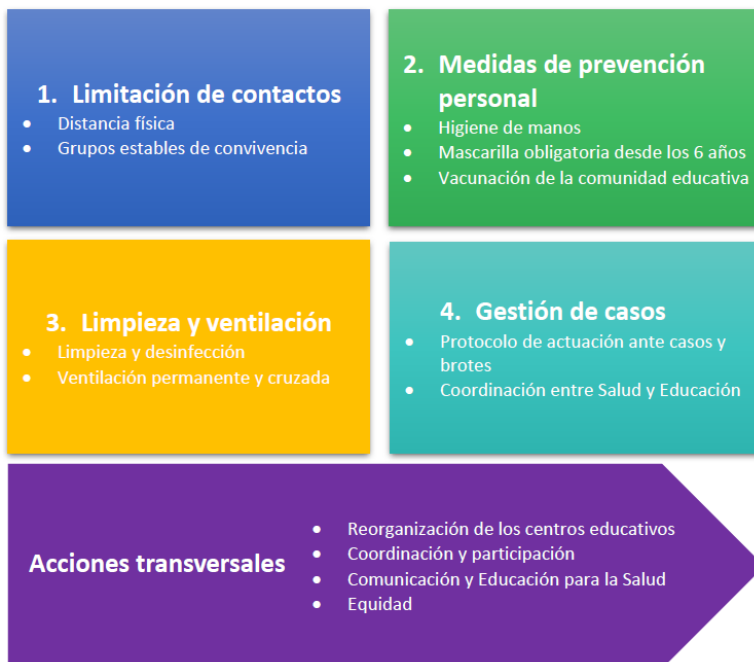 1. Limitación de contactos
• Distancia física
• Grupos estables de convivencia
2. Medidas de prevención
personal
• Higiene de manos
• Mascarilla obligatoria desde los 6 años
• Vacunación de la comunidad educativa
3. Limpieza y ventilación
• Limpieza y desinfección
• Ventilación permanente y cruzada
4. Gestión de casos
• Protocolo de actuación ante casos y
brotes
• Coordinación entre Salud y Educación
Acciones transversales
• Reorganización de los centros educativos
• Coordinación y participación
• Comunicación y Educación para la Salud
• Equidad